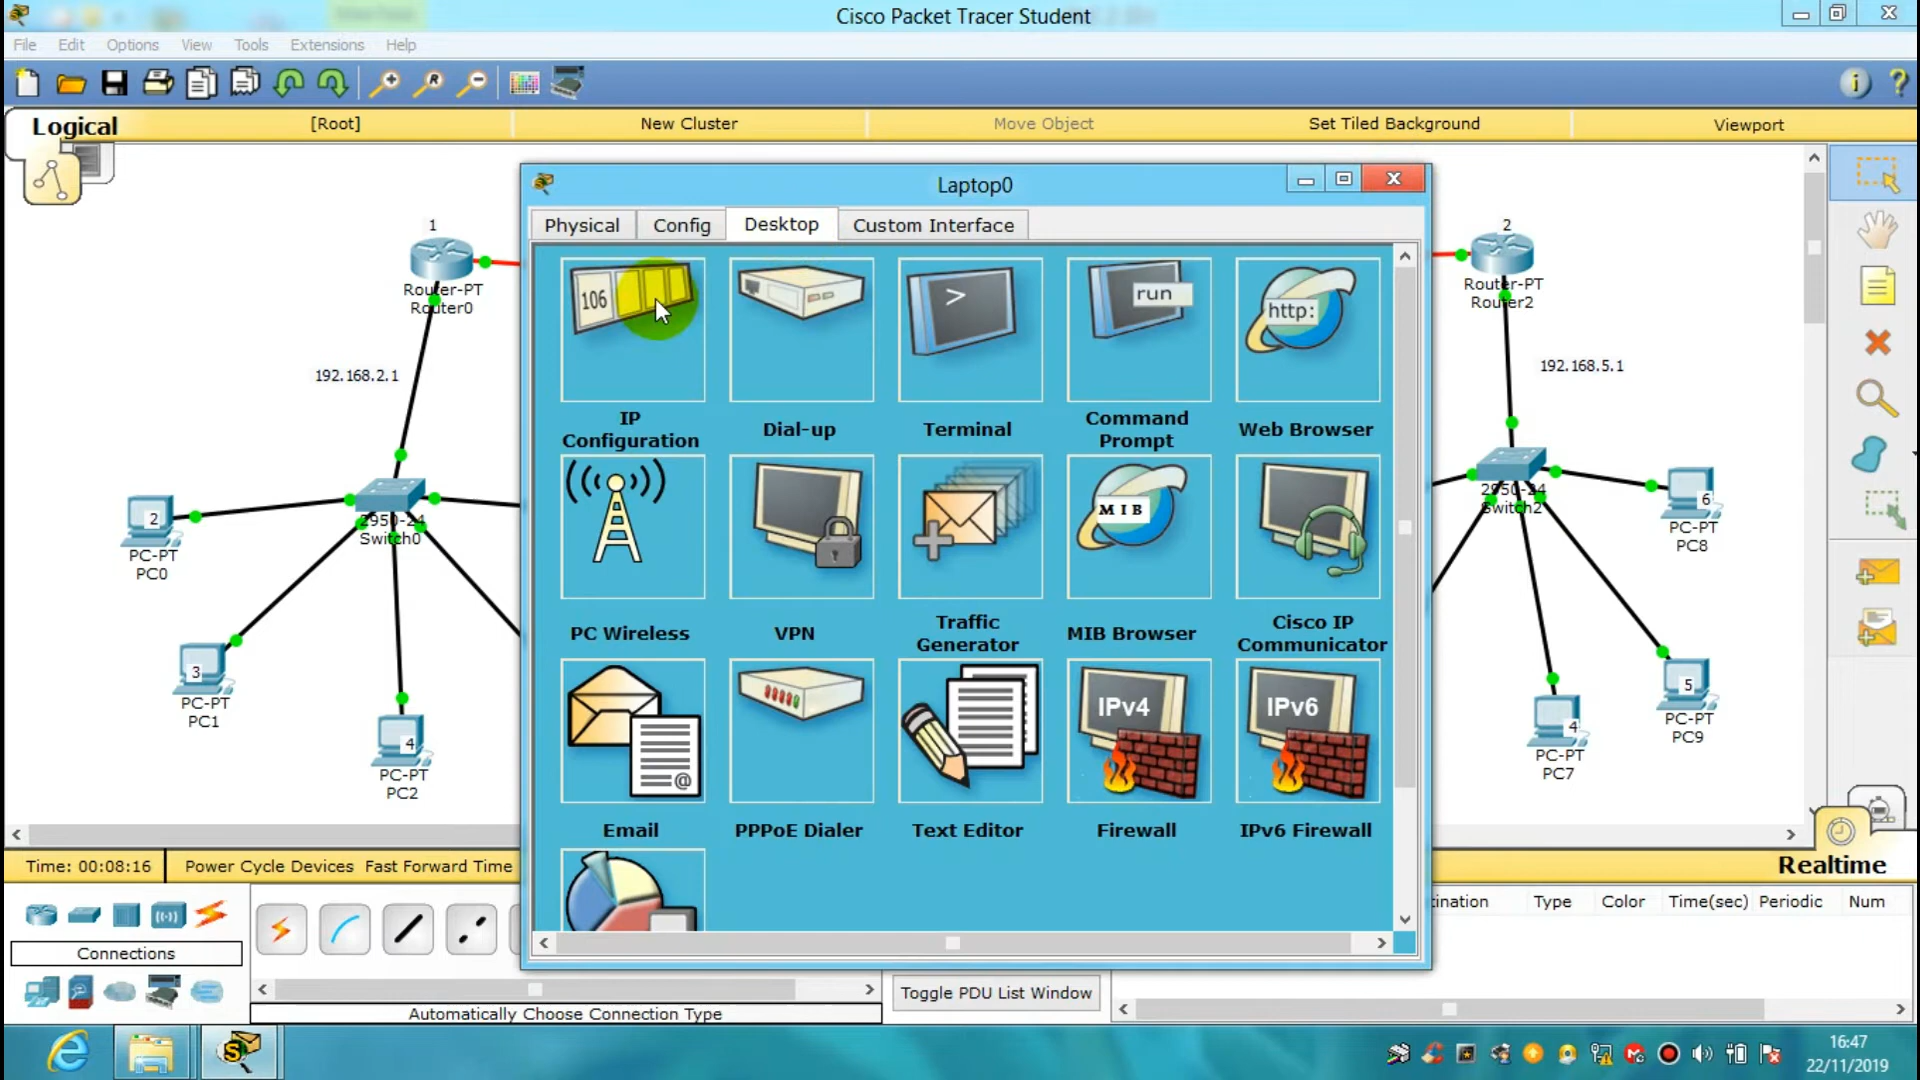 Cisco Packet Tracer Student
File Edit Options View Tools Extensions Help
Logical
[Root]
New Cluster
Move Object
Set Tiled Background
Viewport
Laptop0
Physical Config Desktop Custom Interface
106
>
run
http:
IP
Configuration
Dial-up
Terminal
Command
Prompt
Web Browser
MIB
PC Wireless
VPN
Traffic
Generator
MIB Browser
Cisco IP
Communicator
@
IPv4
IPv6
Email
PPPoE Dialer
Text Editor
Firewall
IPv6 Firewall
1
Router-PT
Router0
192.168.2.1
2950-24
Switch0
2
PC-PT
PC0
3
PC-PT
PC1
4
PC-PT
PC2
2
Router-PT
Router2
192.168.5.1
2950-24
Switch2
6
PC-PT
PC8
5
PC-PT
PC9
4
PC-PT
PC7
Time: 00:08:16
Power Cycle Devices Fast Forward Time
Realtime
Connections
Automatically Choose Connection Type
Toggle PDU List Window
Type Color Time(sec) Periodic Num
16:47
22/11/2019